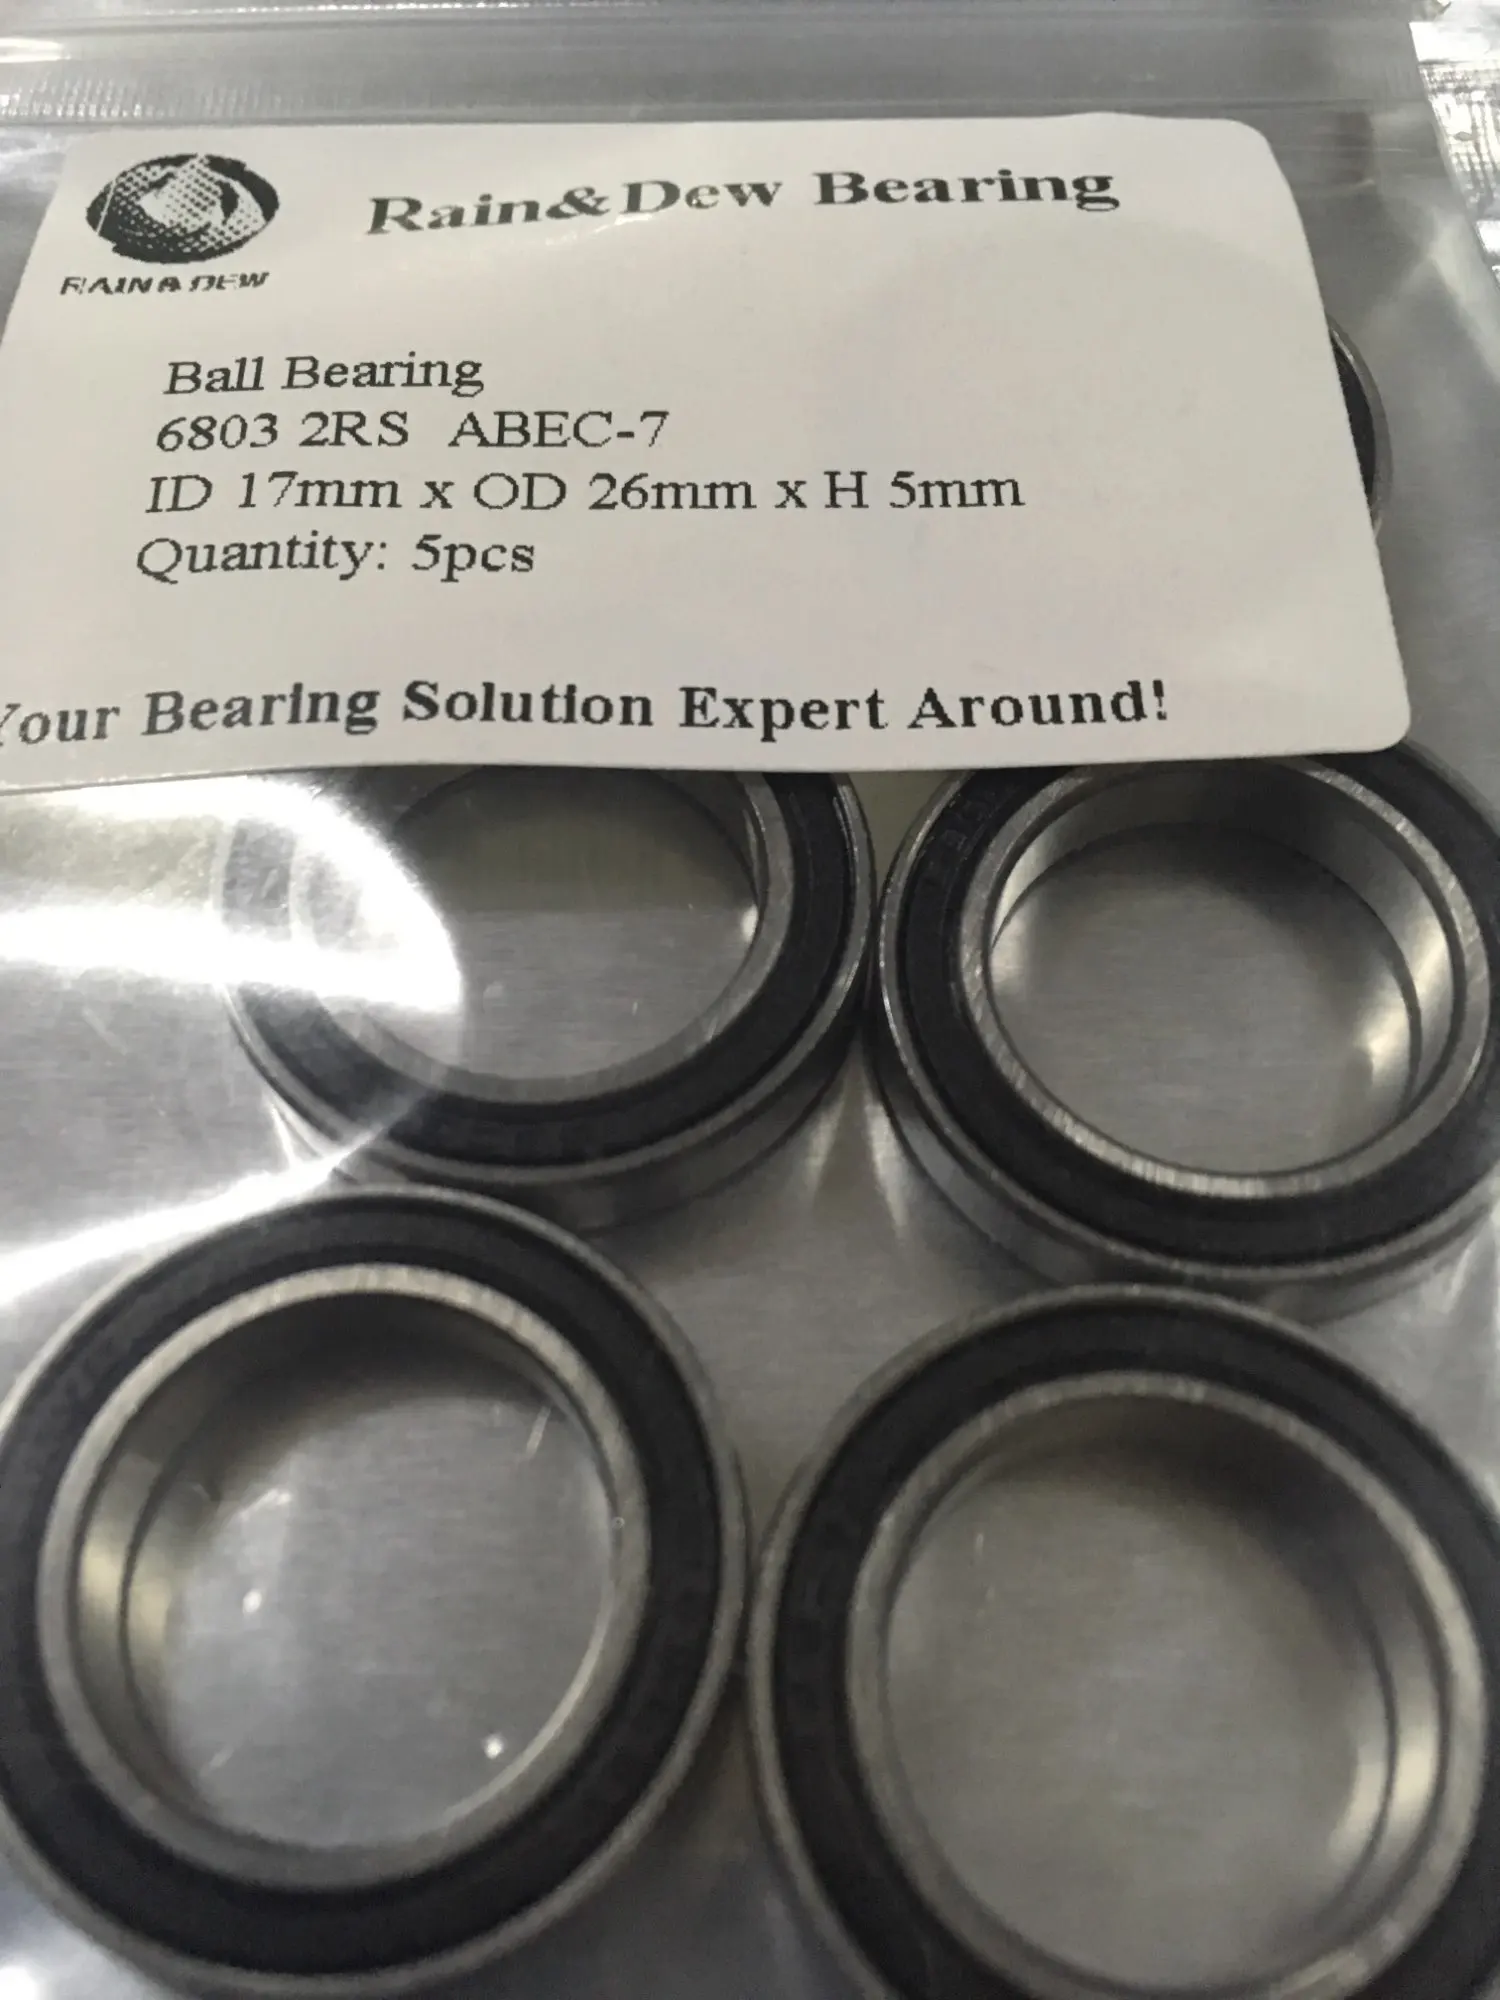 Rain&Dew Bearing
RAIN & DEW
Ball Bearing
6803 2RS ABEC-7
ID 17mm x OD 26mm x H 5mm
Quantity: 5pcs
Your Bearing Solution Expert Around!